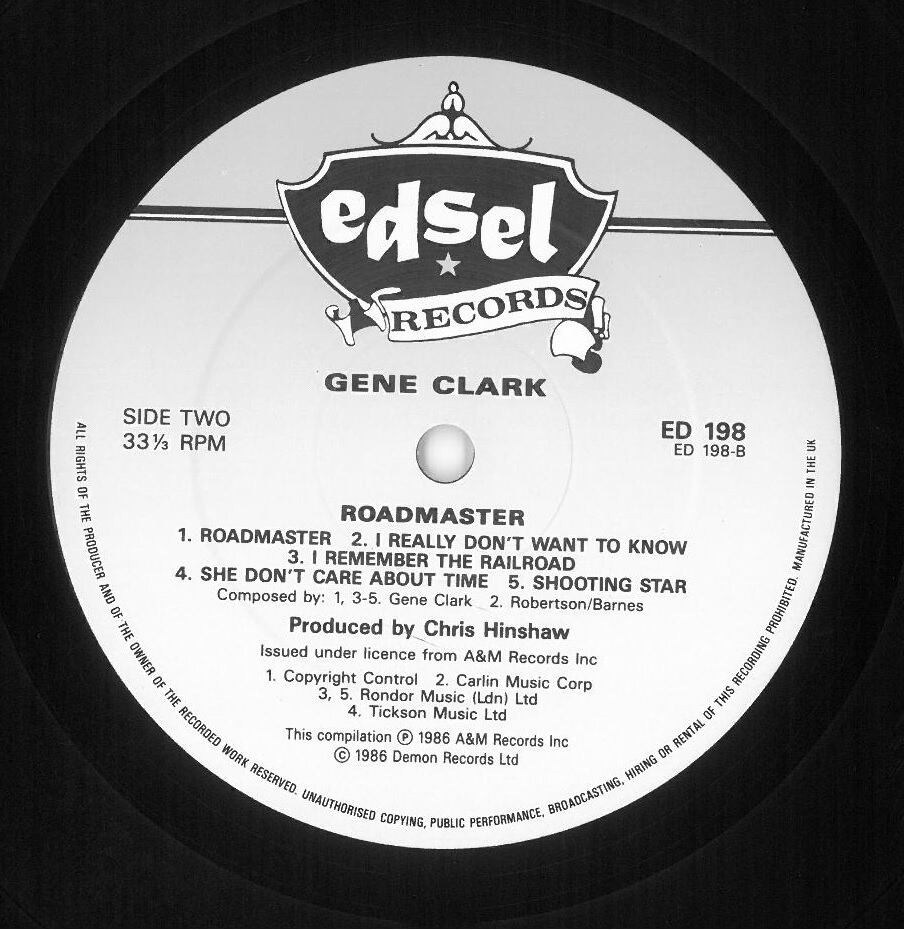 edsel
RECORDS
GENE CLARK
SIDE TWO
33⅓ RPM
ED 198
ED 198-B
ROADMASTER
1. ROADMASTER 2. I REALLY DON'T WANT TO KNOW
3. I REMEMBER THE RAILROAD
4. SHE DON'T CARE ABOUT TIME 5. SHOOTING STAR
Composed by: 1, 3-5. Gene Clark 2. Robertson/Barnes
Produced by Chris Hinshaw
Issued under licence from A&M Records Inc
1. Copyright Control 2. Carlin Music Corp
3, 5. Rondor Music (Ldn) Ltd
4. Tickson Music Ltd
This compilation ℗ 1986 A&M Records Inc
© 1986 Demon Records Ltd
ALL RIGHTS OF THE PRODUCER AND OF THE OWNER OF THE RECORDED WORK RESERVED. UNAUTHORISED COPYING, PUBLIC PERFORMANCE, BROADCASTING, HIRING OR RENTAL OF THIS RECORDING PROHIBITED. MANUFACTURED IN THE UK